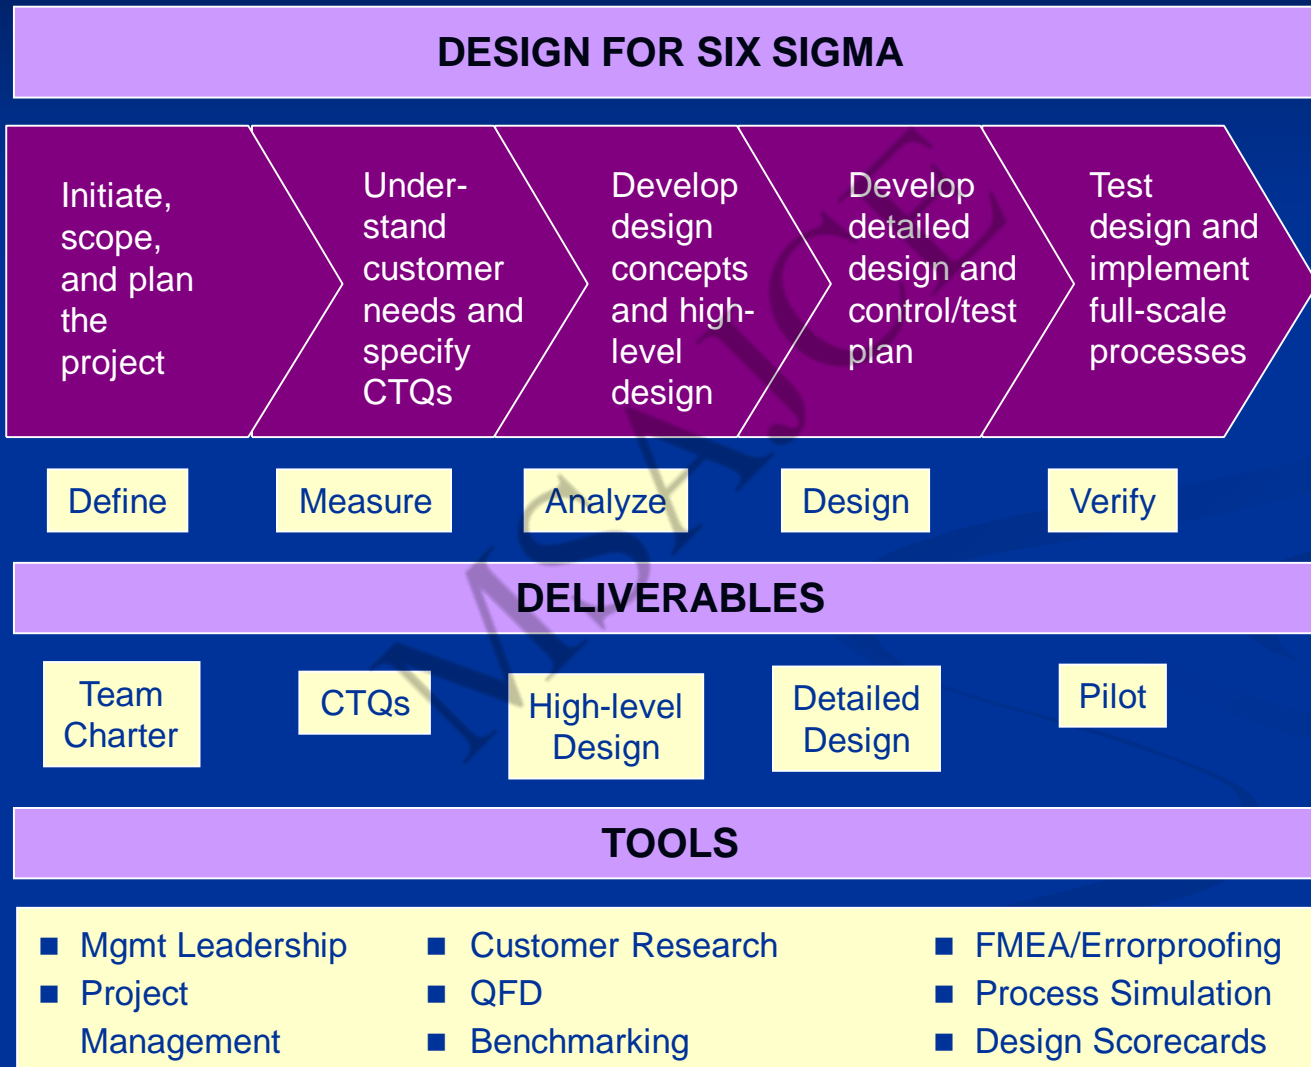 DESIGN FOR SIX SIGMA
Initiate,
scope,
and plan
the
project
Under-
stand
customer
needs and
specify
CTQs
Develop
design
concepts
and high-
level
design
Develop
detailed
design and
control/test
plan
Test
design and
implement
full-scale
processes
Define
Measure
Analyze
Design
Verify
DELIVERABLES
Team
Charter
CTQs
High-level
Design
Detailed
Design
Pilot
TOOLS
■ Mgmt Leadership
■ Project
Management
■ Customer Research
■ QFD
■ Benchmarking
■ FMEA/Errorproofing
■ Process Simulation
■ Design Scorecards
MSAJCE